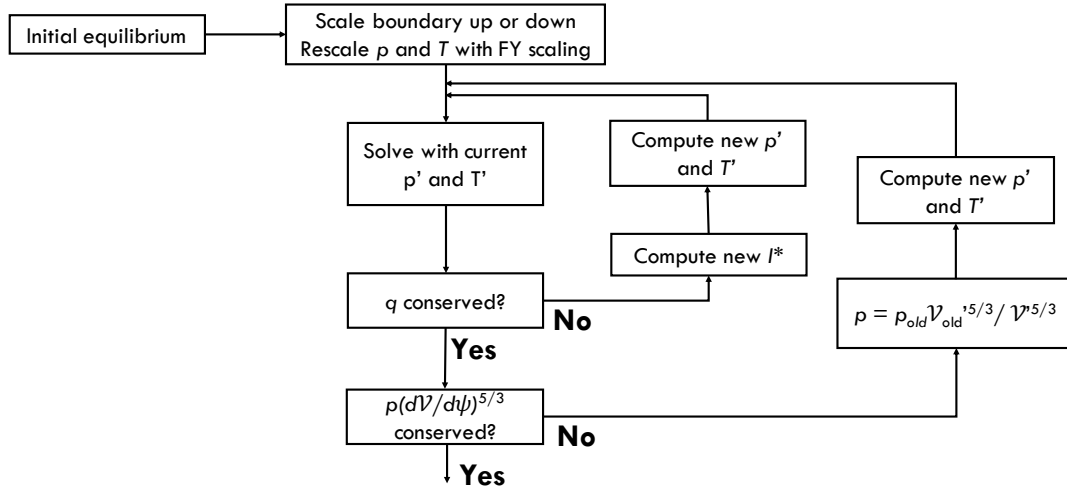 Initial equilibrium
Scale boundary up or down
Rescale p and T with FY scaling
Solve with current
p' and T'
Compute new p'
and T'
Compute new p'
and T'
Compute new I*
q conserved?
No
p = p_old 𝒱_old'^5/3 / 𝒱'^5/3
Yes
p(d𝒱/dψ)^5/3
conserved?
No
Yes